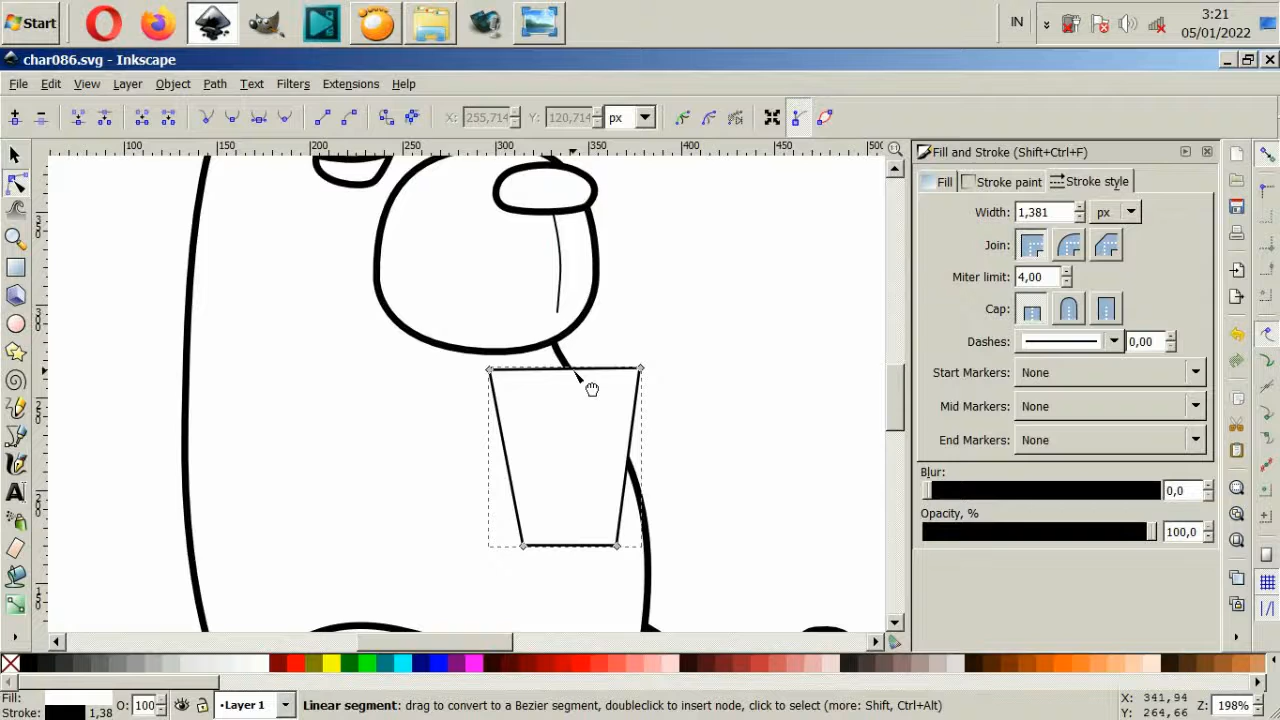 Start
IN
3:21
05/01/2022
char086.svg - Inkscape
File Edit View Layer Object Path Text Filters Extensions Help
X: 255,714 Y: 120,714 px
Fill and Stroke (Shift+Ctrl+F)
Fill Stroke paint Stroke style
Width: 1,381 px
Join:
Miter limit: 4,00
Cap:
Dashes: 0,00
Start Markers: None
Mid Markers: None
End Markers: None
Blur:
0,0
Opacity, %
100,0
100 150 200 250 300 350 400 450 500
Fill:
Stroke: 1,38
O: 100
Layer 1
Linear segment: drag to convert to a Bezier segment, doubleclick to insert node, click to select (more: Shift, Ctrl+Alt)
X: 341,94
Y: 264,66
Z: 198%